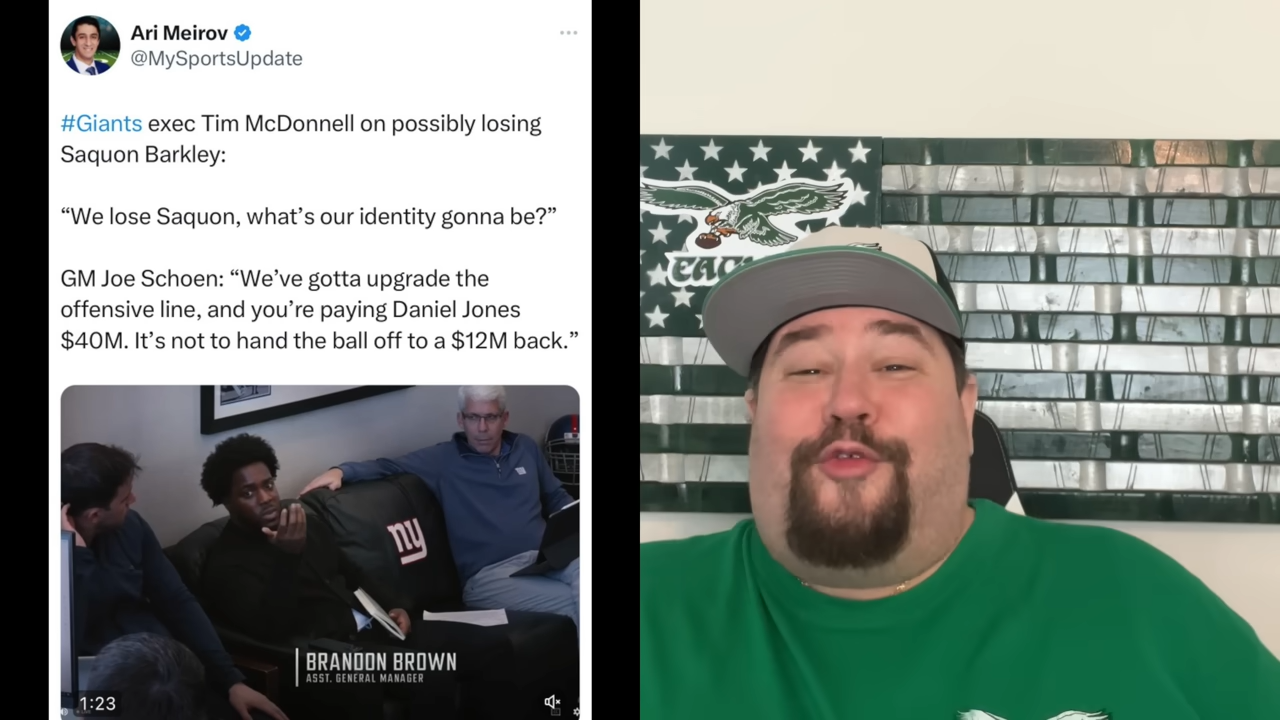 Ari Meirov
@MySportsUpdate
#Giants exec Tim McDonnell on possibly losing
Saquon Barkley:
“We lose Saquon, what’s our identity gonna be?”
GM Joe Schoen: “We’ve gotta upgrade the
offensive line, and you’re paying Daniel Jones
$40M. It’s not to hand the ball off to a $12M back.”
ny
BRANDON BROWN
ASST. GENERAL MANAGER
1:23